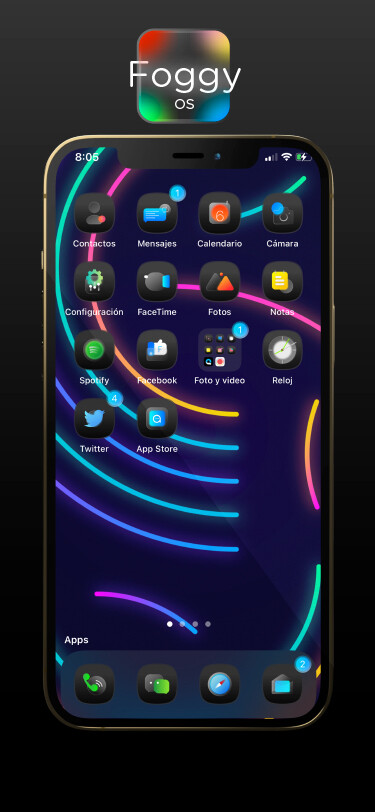 Foggy
OS
8:05
1
Contactos Mensajes Calendario Cámara
6
Configuración FaceTime Fotos Notas
1
Spotify Facebook Foto y video Reloj
4
Twitter App Store
Apps
2